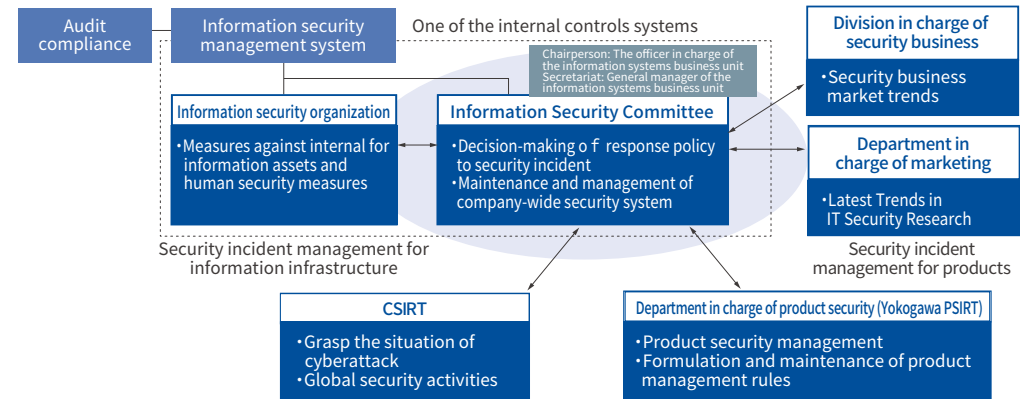 Audit
compliance
Information security
management system
One of the internal controls systems
Chairperson: The officer in charge of
the information systems business unit
Secretariat: General manager of the
information systems business unit
Division in charge of
security business
・Security business
market trends
Information security organization
・Measures against internal for
information assets and
human security measures
Information Security Committee
・Decision-making of response policy
to security incident
・Maintenance and management of
company-wide security system
Department in
charge of marketing
・Latest Trends in
IT Security Research
Security incident management for
information infrastructure
Security incident
management for products
CSIRT
・Grasp the situation of
cyberattack
・Global security activities
Department in charge of product security (Yokogawa PSIRT)
・Product security management
・Formulation and maintenance of product
management rules